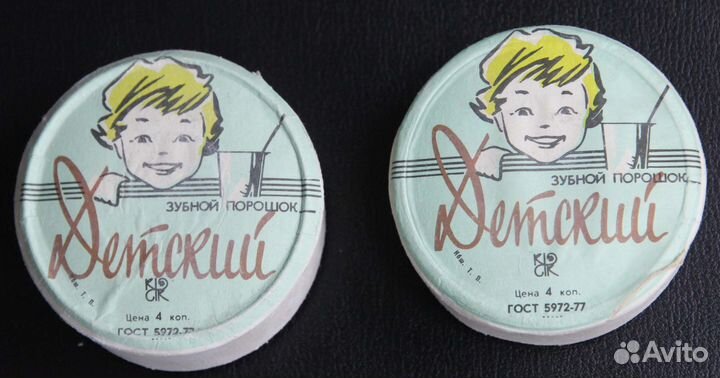 ЗУБНОЙ ПОРОШОК
Детский
Цена 4 коп.
ГОСТ 5972-77
ЗУБНОЙ ПОРОШОК
Детский
Цена 4 коп.
ГОСТ 5972-77
Avito